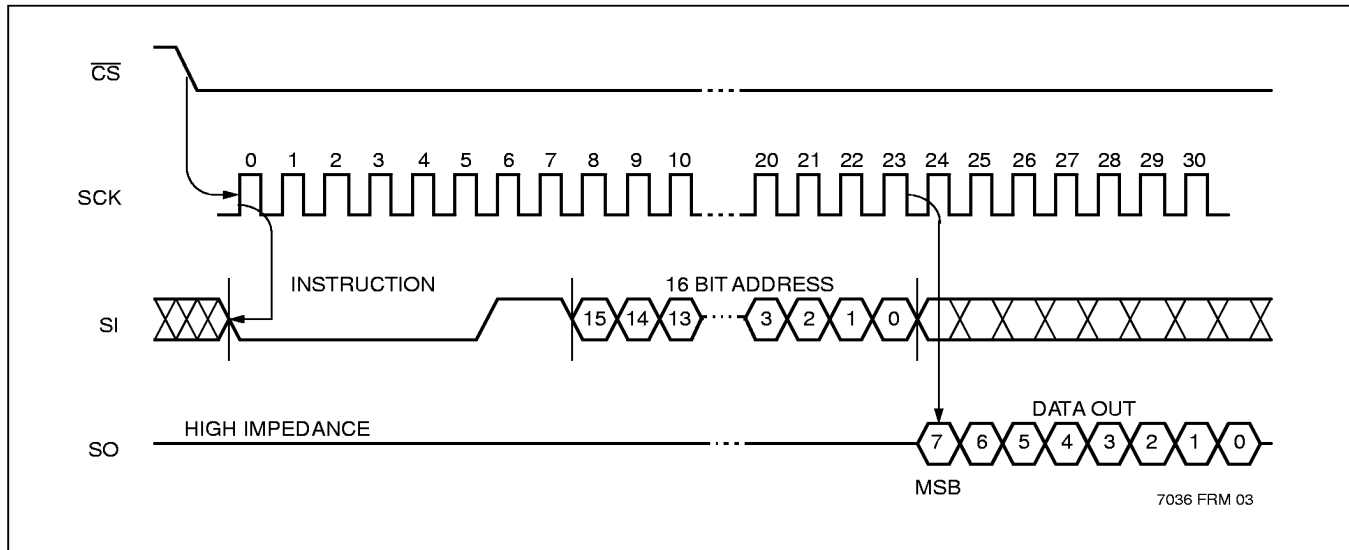 CS
0 1 2 3 4 5 6 7 8 9 10 20 21 22 23 24 25 26 27 28 29 30
SCK
INSTRUCTION 16 BIT ADDRESS
SI 15 14 13 3 2 1 0
DATA OUT
HIGH IMPEDANCE
SO 7 6 5 4 3 2 1 0
MSB
7036 FRM 03